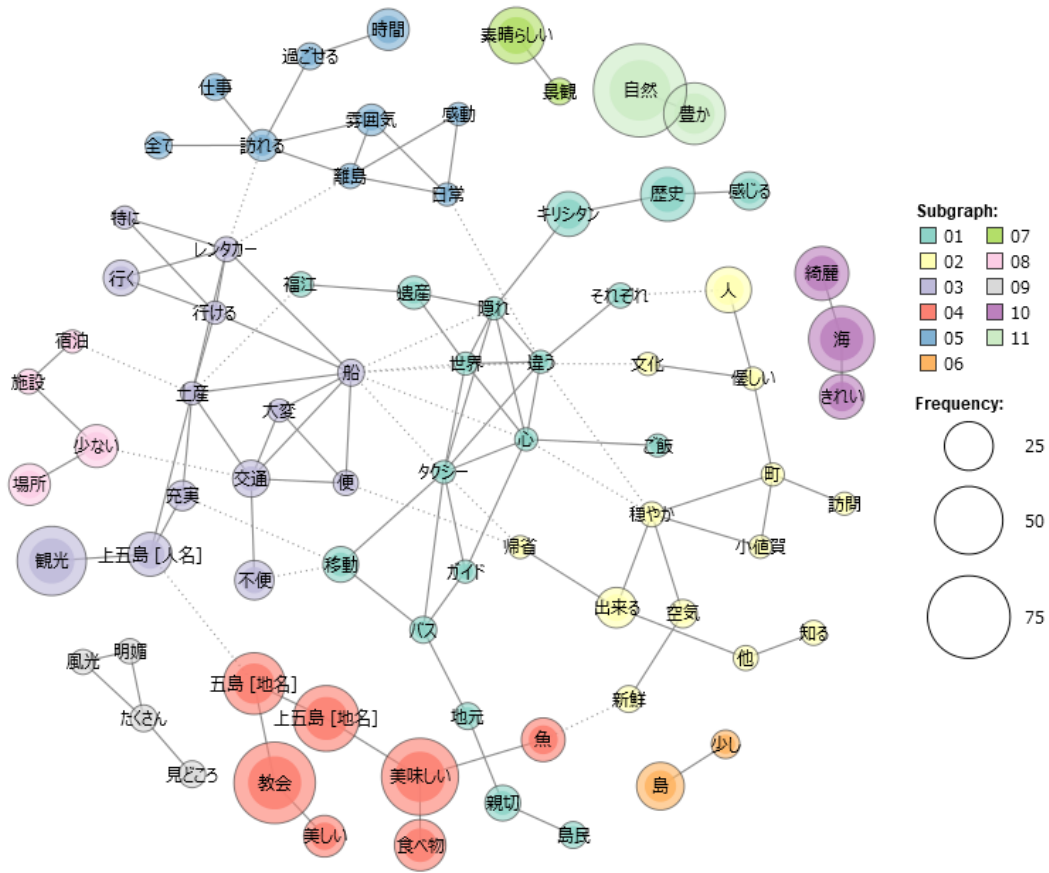 時間
素晴らしい
過ごせる
仕事
景観
自然
豊か
雰囲気
感動
全て
訪れる
離島
日常
歴史
感じる
キリシタン
特に
レンタカー
行く
福江
遺産
隠れ
それぞれ
人
綺麗
行ける
宿泊
海
施設
土産
船
世界
違う
文化
優しい
きれい
大変
少ない
心
ご飯
場所
交通
便
タクシー
町
充実
穏やか
訪問
観光
上五島 [人名]
不便
移動
ガイド
帰省
小値賀
出来る
空気
バス
他
知る
風光
明媚
五島 [地名]
たくさん
上五島 [地名]
地元
新鮮
見どころ
教会
美味しい
魚
少し
島
美しい
食べ物
親切
島民
Subgraph:
01
07
02
08
03
09
04
10
05
11
06
Frequency:
25
50
75